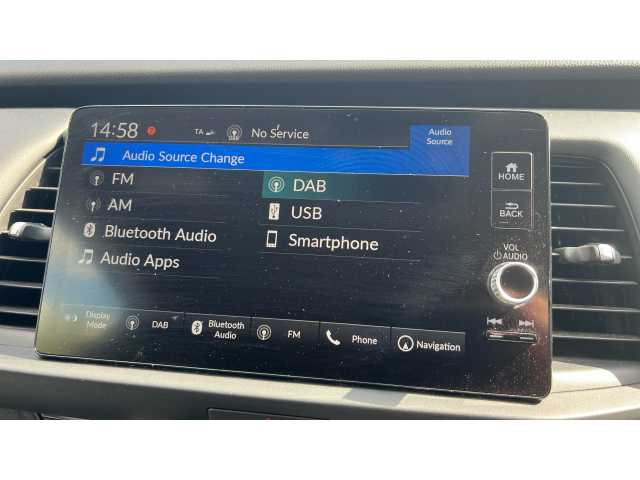 14:58 TA No Service
Audio Source
Audio Source Change
FM
DAB
AM
USB
Bluetooth Audio
Smartphone
Audio Apps
HOME
BACK
VOL
AUDIO
Display Mode
DAB
Bluetooth Audio
FM
Phone
Navigation